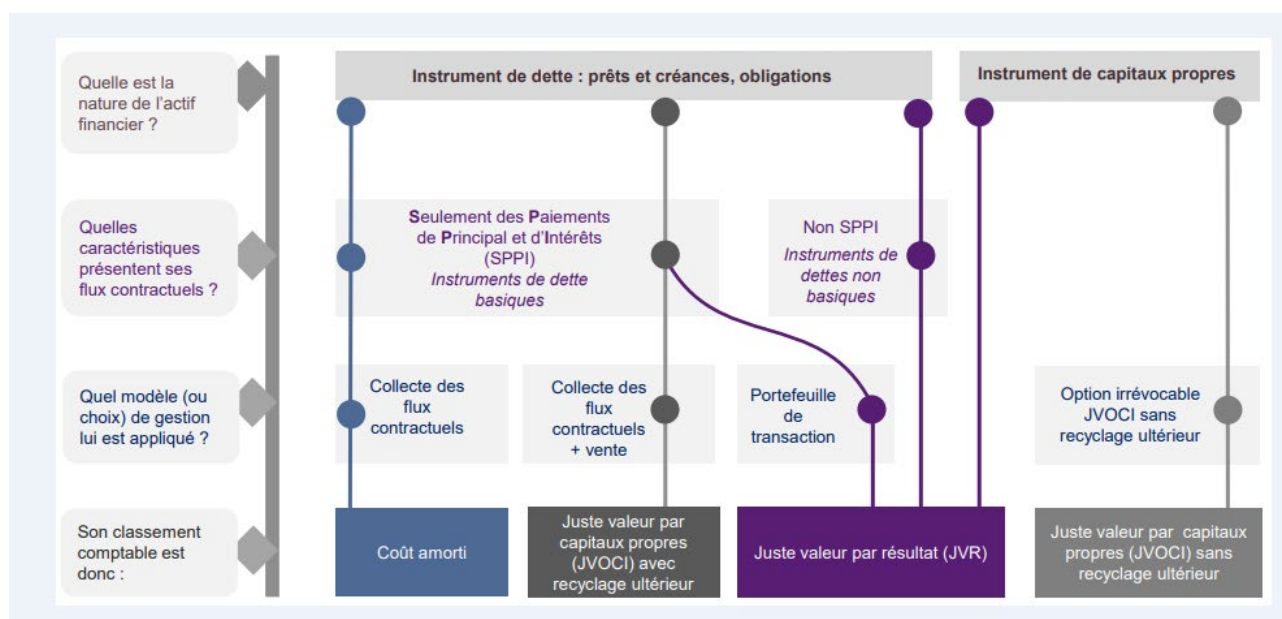 Quelle est la
nature de l'actif
financier ?
Instrument de dette : prêts et créances, obligations
Instrument de capitaux propres
Quelles
caractéristiques
présentent ses
flux contractuels ?
Seulement des Paiements
de Principal et d'Intérêts
(SPPI)
Instruments de dette
basiques
Non SPPI
Instruments de
dettes non
basiques
Quel modèle (ou
choix) de gestion
lui est appliqué ?
Collecte des
flux
contractuels
Collecte des
flux
contractuels
+ vente
Portefeuille
de
transaction
Option irrévocable
JVOCI sans
recyclage ultérieur
Son classement
comptable est
donc :
Coût amorti
Juste valeur par
capitaux propres
(JVOCI) avec
recyclage ultérieur
Juste valeur par résultat (JVR)
Juste valeur par capitaux
propres (JVOCI) sans
recyclage ultérieur